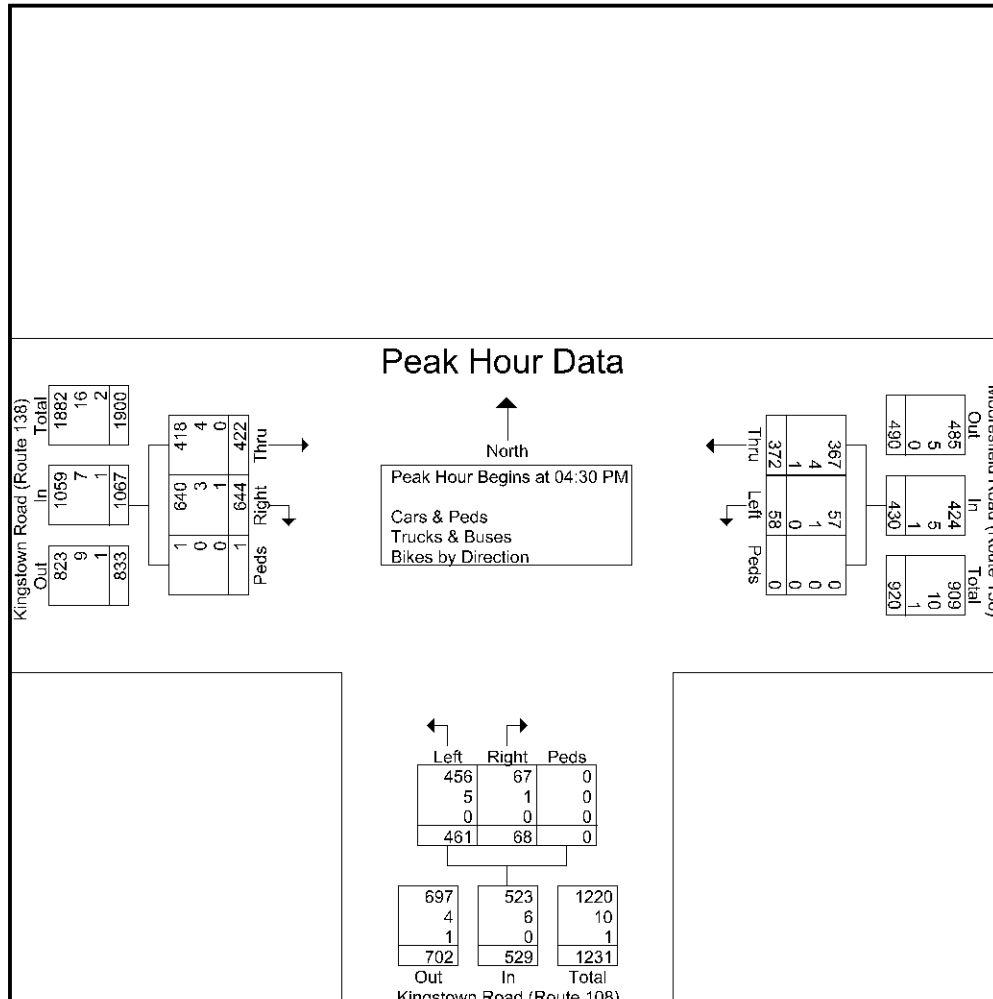 Peak Hour Data
North
Peak Hour Begins at 04:30 PM
Cars & Peds
Trucks & Buses
Bikes by Direction
Kingstown Road (Route 138)
Total In Out
1882 1059 823
16 7 9
2 1 1
1900 1067 833
418 640 1
4 3 0
0 1 0
422 644 1
Thru Right Peds
Out In Total
485 424 909
5 5 10
0 1 1
490 430 920
Thru Left Peds
367 57 0
4 1 0
1 0 0
372 58 0
Left Right Peds
456 67 0
5 1 0
0 0 0
461 68 0
697 523 1220
4 6 10
1 0 1
702 529 1231
Out In Total
Kingstown Road (Route 108)